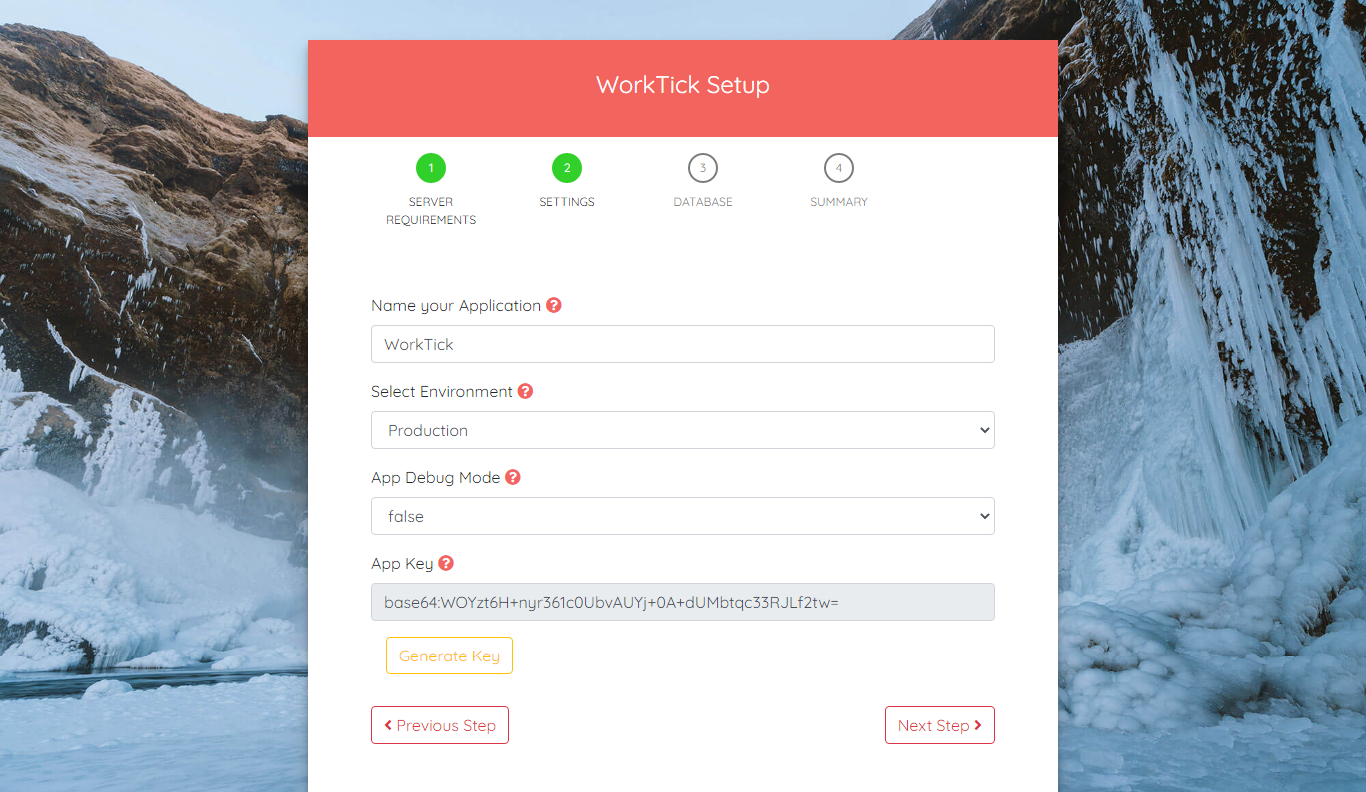 WorkTick Setup
1
2
3
4
SERVER REQUIREMENTS
SETTINGS
DATABASE
SUMMARY
Name your Application ?
WorkTick
Select Environment ?
Production
App Debug Mode ?
false
App Key ?
base64:WOYzt6H+nyr361c0UbvAUYj+0A+dUMbtqc33RJLf2tw=
Generate Key
Previous Step
Next Step